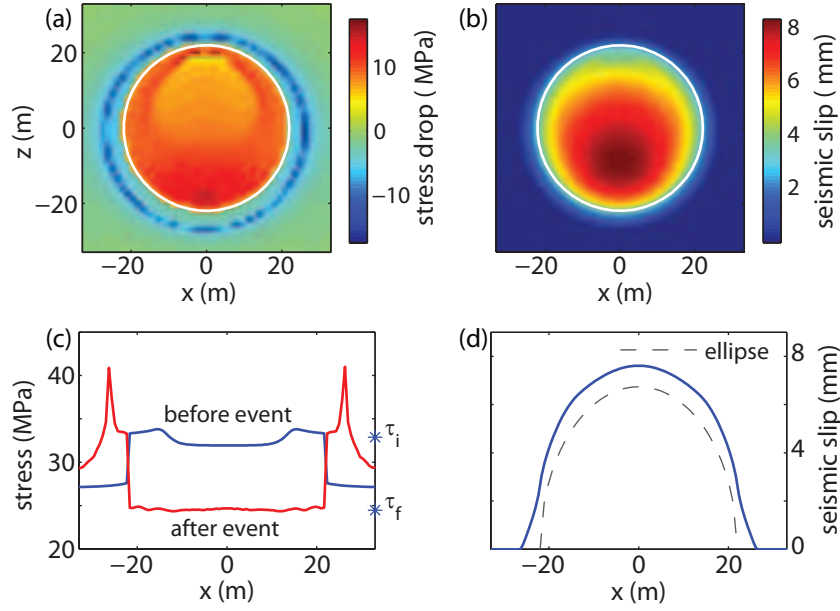 (a)
20
0
−20
z (m)
−20
0
20
x (m)
10
0
−10
stress drop ( MPa)
(b)
−20
0
20
x (m)
8
6
4
2
seismic slip ( mm)
(c)
40
30
20
stress (MPa)
before event
after event
τi
τf
−20
0
20
x (m)
(d)
ellipse
8
6
4
2
0
seismic slip (mm)
−20
0
20
x (m)